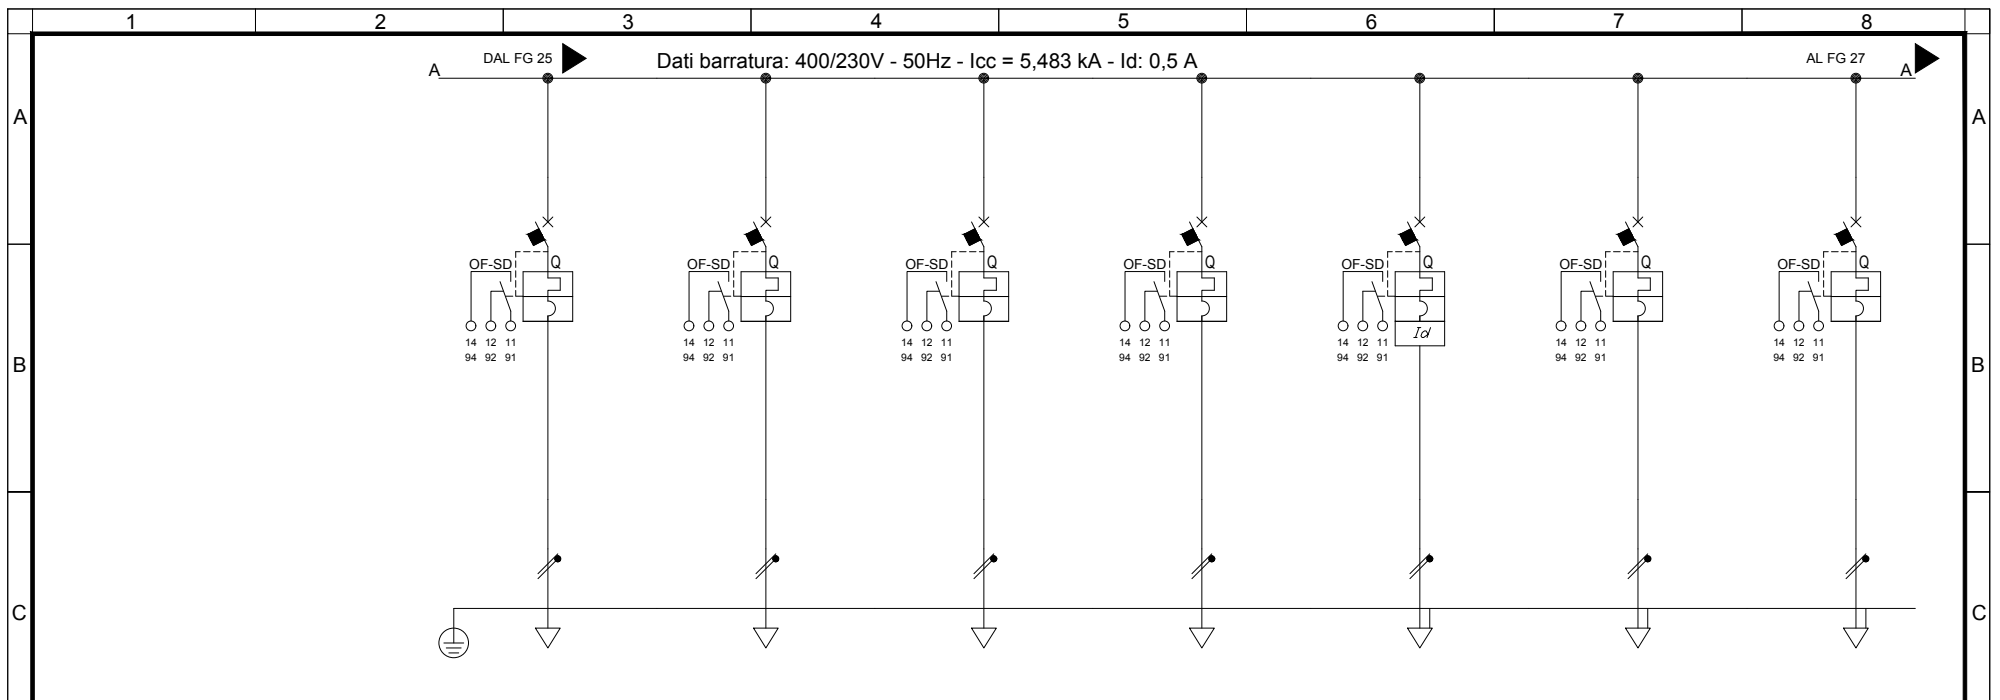 1 2 3 4 5 6 7 8
DAL FG 25 Dati barratura: 400/230V - 50Hz - Icc = 5,483 kA - Id: 0,5 A AL FG 27
A A
A A
OF-SD Q OF-SD Q OF-SD Q OF-SD Q OF-SD Q OF-SD Q OF-SD Q
Id
14 12 11 14 12 11 14 12 11 14 12 11 14 12 11 14 12 11 14 12 11
94 92 91 94 92 91 94 92 91 94 92 91 94 92 91 94 92 91 94 92 91
B B
C C